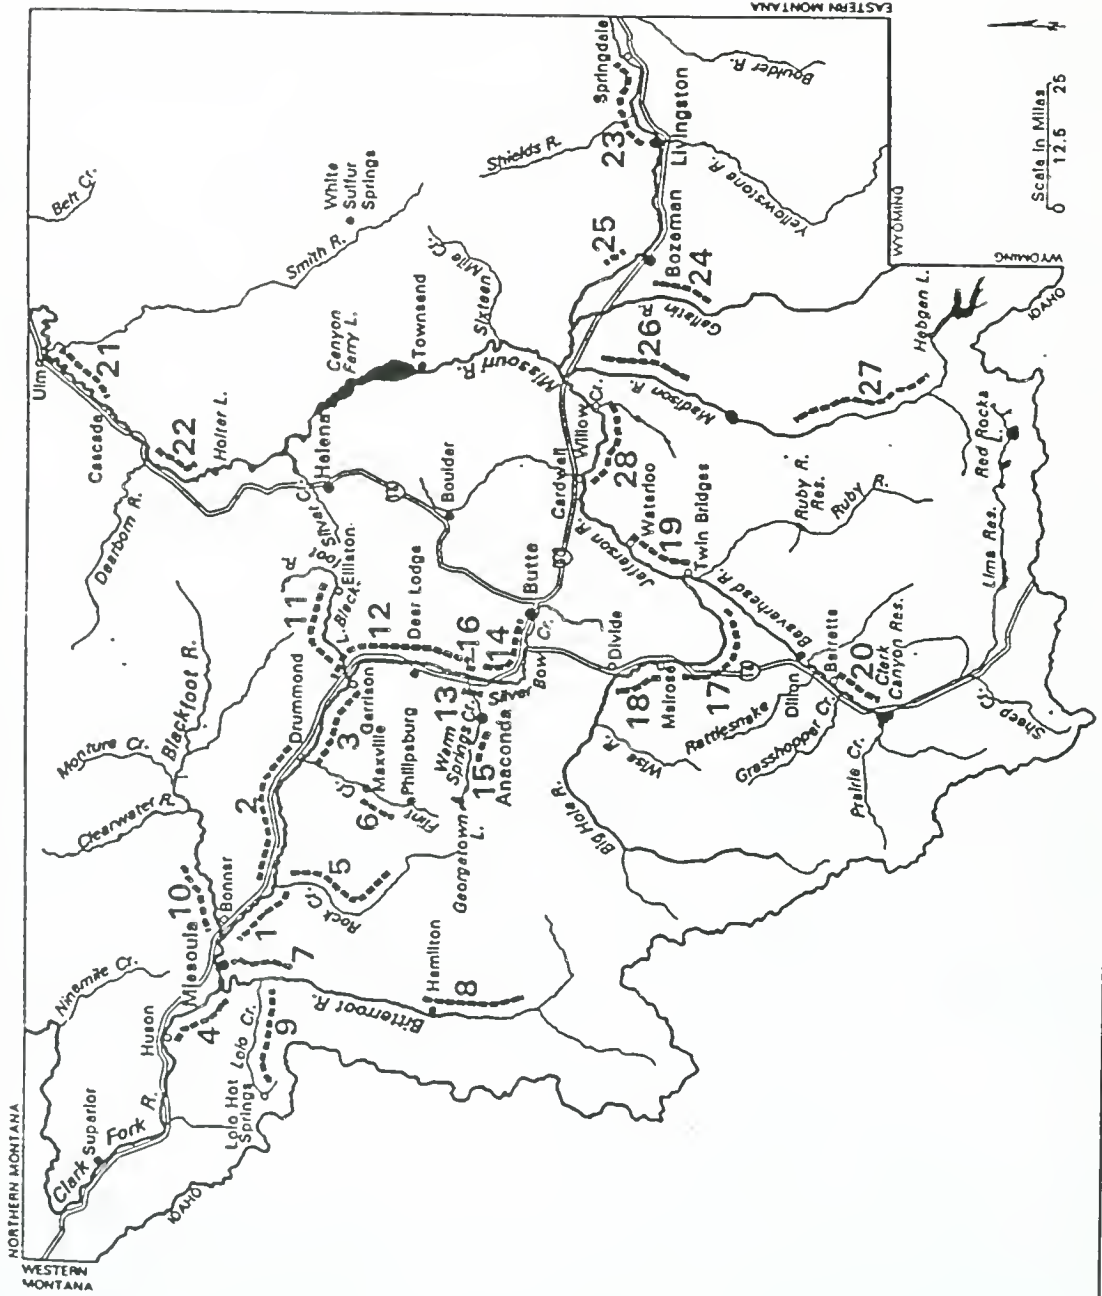 NORTHERN MONTANA
WESTERN
MONTANA
EASTERN MONTANA
WYOMING
WYOMING
IDAHO
IDAHO
N
Scale in Miles
0 12.5 25
Clark
Fork
R.
Superior
Huson
Ninemile Cr.
Missoula
Bonner
Lolo Hot
Springs
Lolo Cr.
Bitterroot R.
Hamilton
Clearwater R.
Monture Cr.
Blackfoot R.
Rock
Cr.
Drummond
Garrison
Maxville
Philipsburg
Flint
Cr.
Georgetown
L.
Warm
Springs Cr.
Anaconda
Silver
Bow
Cr.
Butte
Deer Lodge
L. Black
R.
Elliston
Silver
C.
Helena
Dearborn R.
Cascade
Ulm
Holter L.
Canyon
Ferry L.
Townsend
Boulder
Smith R.
White
Sulfur
Springs
Belt Cr.
Sixteen
Mile Cr.
Missouri
R.
Shields R.
Springdale
Livingston
Boulder R.
Yellowstone R.
Bozeman
Gallatin
R.
Madison
R.
Willow
Cr.
Cardwell
Jefferson R.
Waterloo
Twin Bridges
Beaverhead R.
Ruby R.
Res.
Ruby R.
Hebgen L.
Red Rocks
L.
Lima Res.
Divide
Melrose
Wise R.
Big Hole R.
Rattlesnake
Grasshopper Cr.
Dillon
Barretts
Clark
Canyon Res.
Prairie Cr.
Sheep Cr.
1
2
3
4
5
6
7
8
9
10
11
12
13
14
15
16
17
18
19
20
21
22
23
24
25
26
27
28